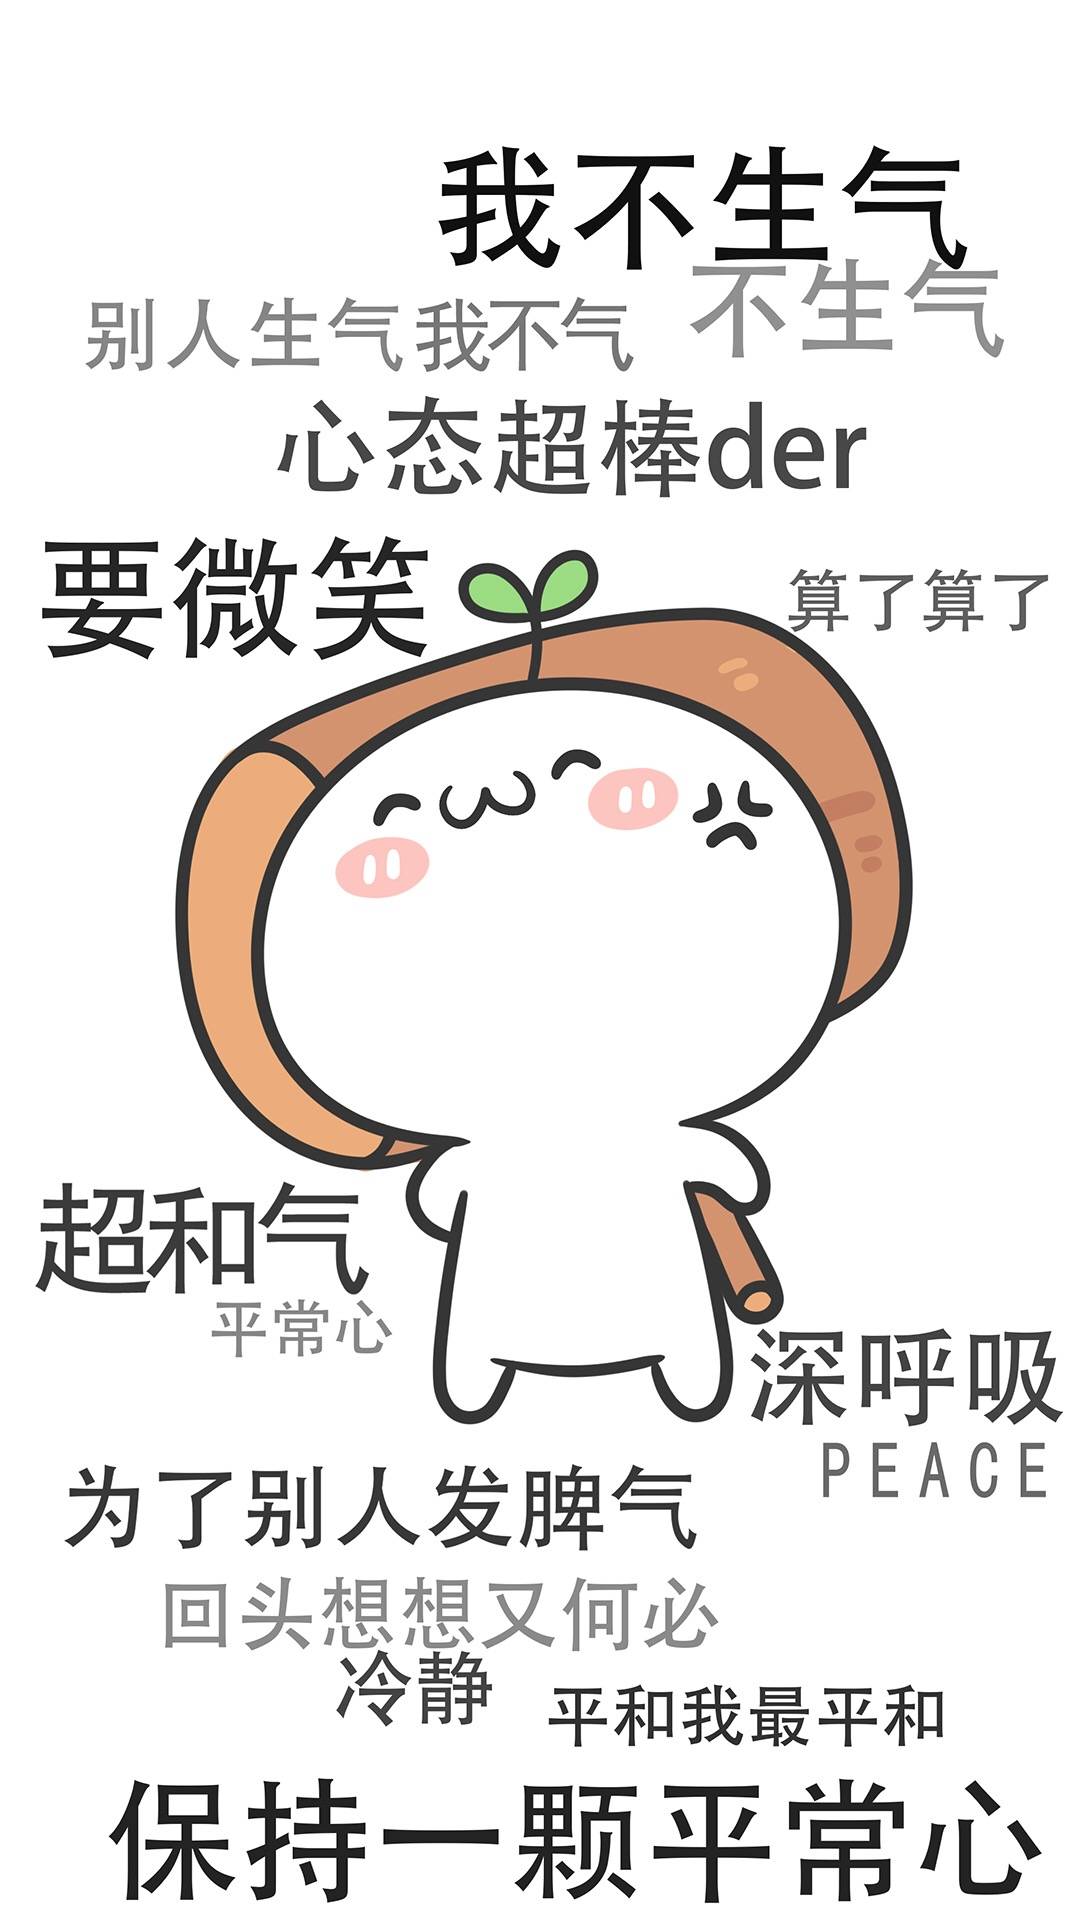 我不生气
不生气
别人生气我不气
心态超棒der
要微笑
算了算了
超和气
平常心
深呼吸
PEACE
为了别人发脾气
回头想想又何必
冷静
平和我最平和
保持一颗平常心